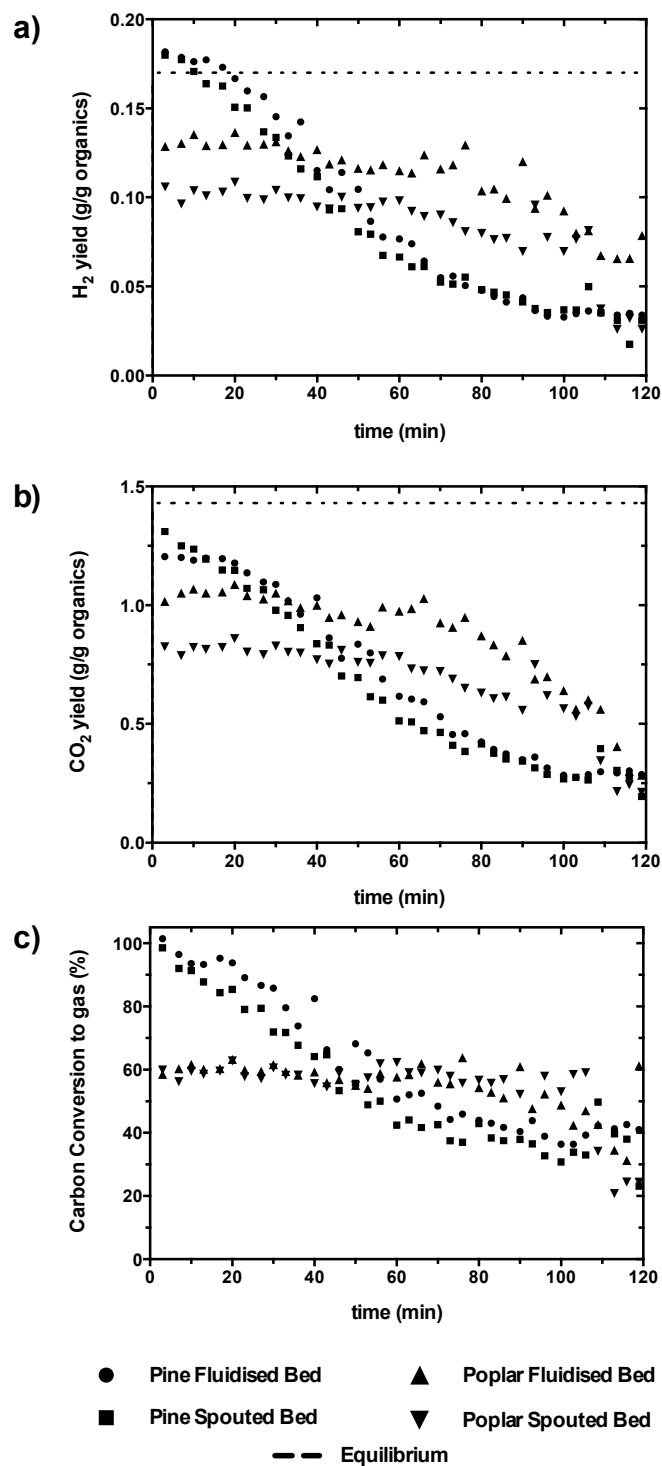 a)
0.20
0.15
0.10
0.05
0.00
H2 yield (g/g organics)
0 20 40 60 80 100 120
time (min)
b)
1.5
1.0
0.5
0.0
CO2 yield (g/g organics)
0 20 40 60 80 100 120
time (min)
c)
100
80
60
40
20
0
Carbon Conversion to gas (%)
0 20 40 60 80 100 120
time (min)
Pine Fluidised Bed Poplar Fluidised Bed
Pine Spouted Bed Poplar Spouted Bed
Equilibrium